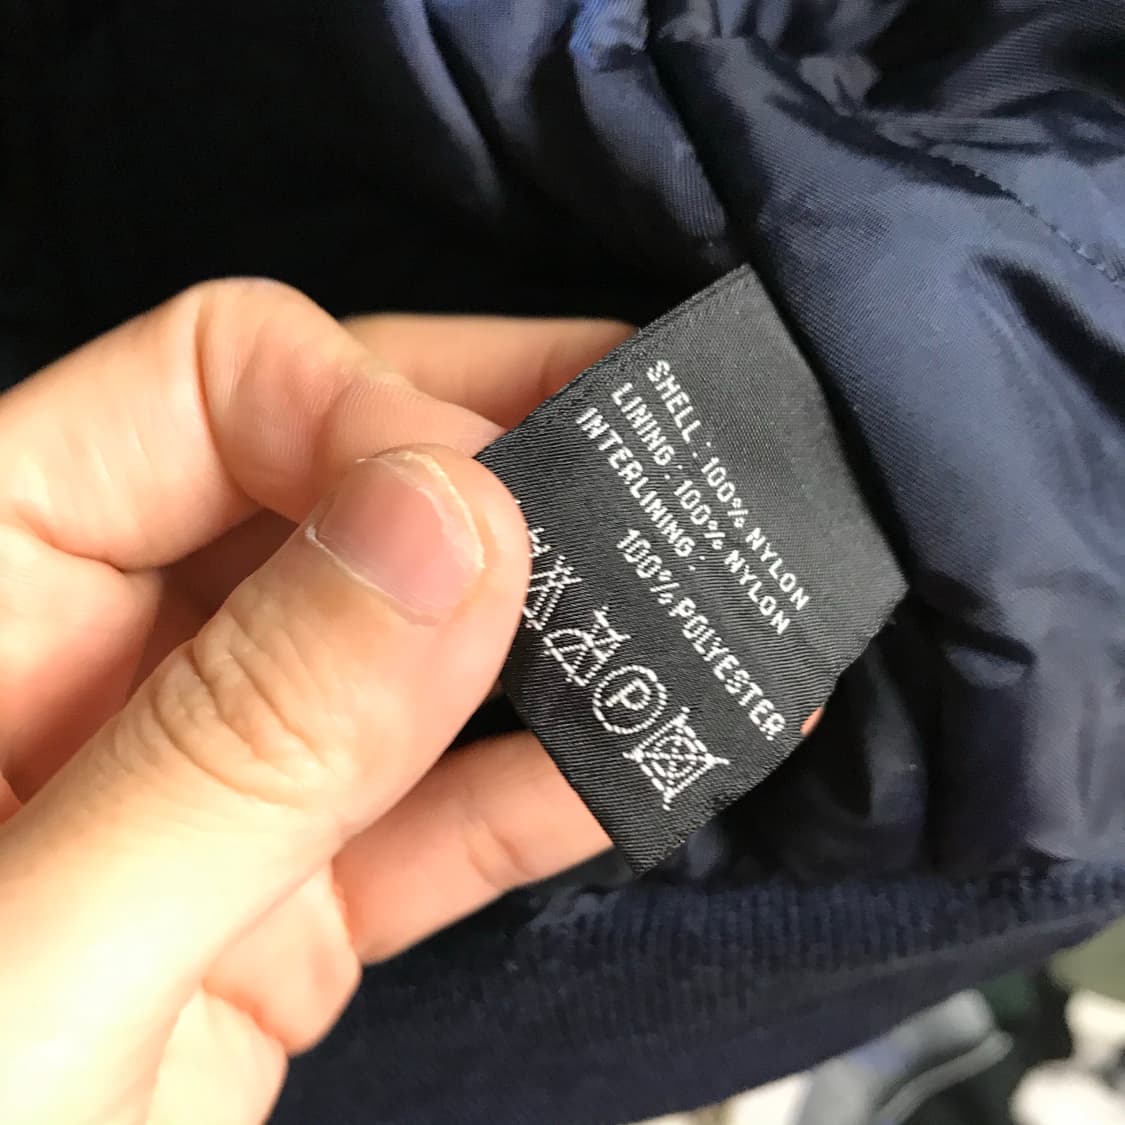 SHELL : 100% NYLON
LINING : 100% NYLON
INTERLINING :
100% POLYESTER
P